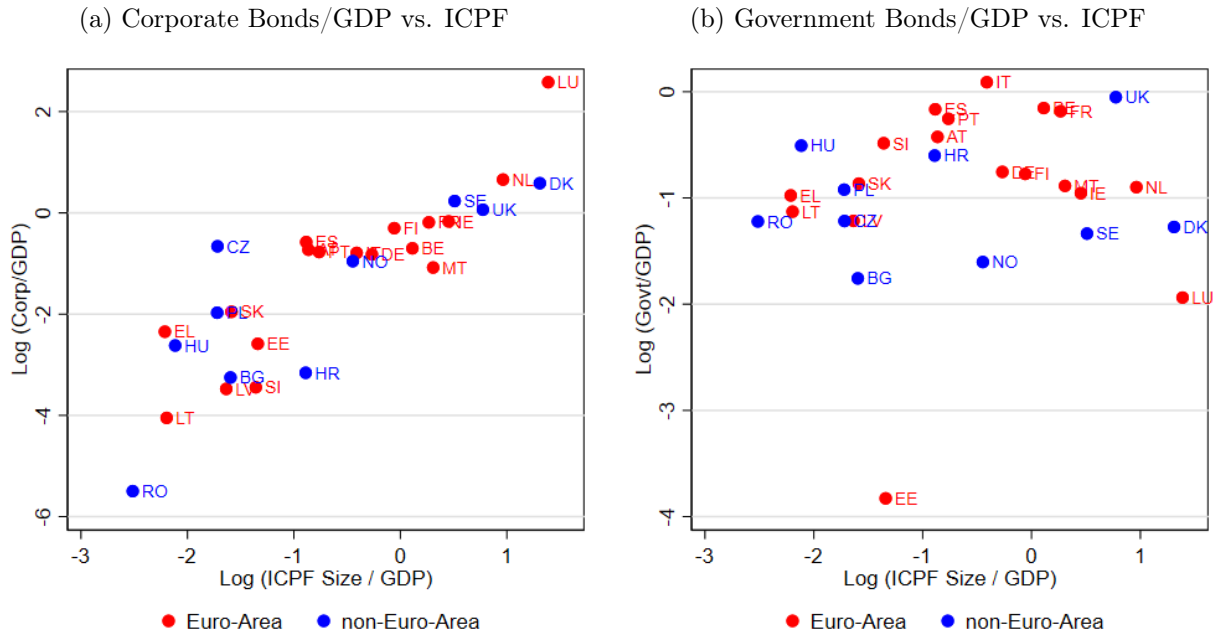 (a) Corporate Bonds/GDP vs. ICPF
LU
NL
DK
SE
UK
FR
IE
FI
ES
AT
PT
IT
DE
BE
NO
MT
CZ
PL
SK
EL
HU
EE
HR
BG
LV
SI
LT
RO
2
0
-2
-4
-6
Log (Corp/GDP)
-3 -2 -1 0 1
Log (ICPF Size / GDP)
Euro-Area non-Euro-Area
(b) Government Bonds/GDP vs. ICPF
IT
UK
ES
BE
FR
PT
AT
SI
HU
HR
DE
FI
SK
PL
MT
IE
NL
EL
LT
RO
CZ
LV
DK
SE
NO
BG
LU
EE
0
-1
-2
-3
-4
Log (Govt/GDP)
-3 -2 -1 0 1
Log (ICPF Size / GDP)
Euro-Area non-Euro-Area